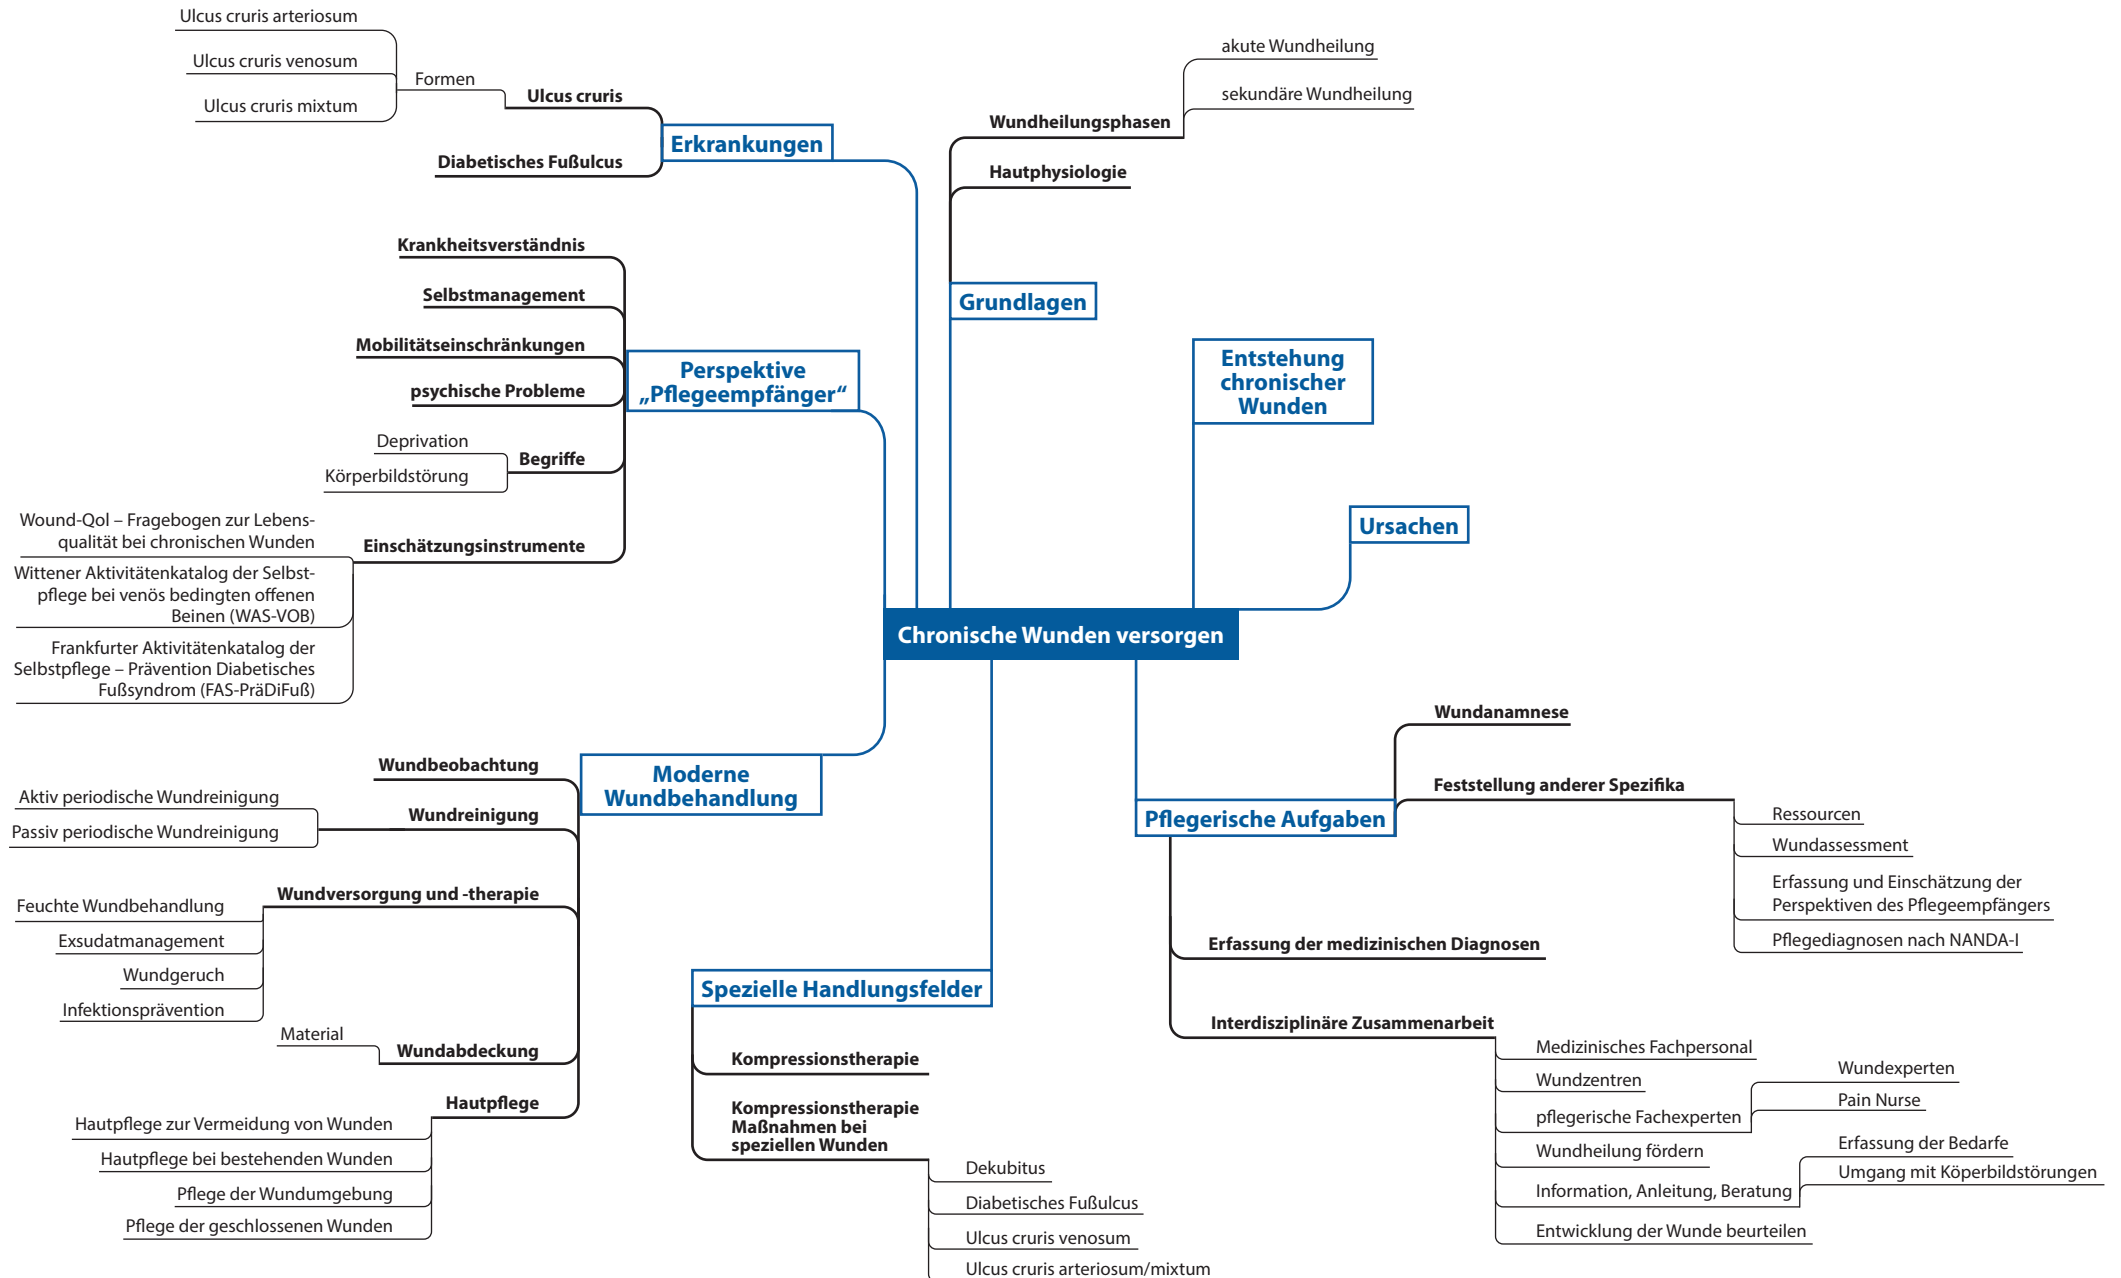 Chronische Wunden versorgen
Erkrankungen
Ulcus cruris
Formen
Ulcus cruris arteriosum
Ulcus cruris venosum
Ulcus cruris mixtum
Diabetisches Fußulcus
Perspektive
„Pflegeempfänger“
Krankheitsverständnis
Selbstmanagement
Mobilitätseinschränkungen
psychische Probleme
Begriffe
Deprivation
Körperbildstörung
Einschätzungsinstrumente
Wound-Qol – Fragebogen zur Lebens-
qualität bei chronischen Wunden
Wittener Aktivitätenkatalog der Selbst-
pflege bei venös bedingten offenen
Beinen (WAS-VOB)
Frankfurter Aktivitätenkatalog der
Selbstpflege – Prävention Diabetisches
Fußsyndrom (FAS-PräDiFuß)
Moderne
Wundbehandlung
Wundbeobachtung
Wundreinigung
Aktiv periodische Wundreinigung
Passiv periodische Wundreinigung
Wundversorgung und -therapie
Feuchte Wundbehandlung
Exsudatmanagement
Wundgeruch
Infektionsprävention
Wundabdeckung
Material
Hautpflege
Hautpflege zur Vermeidung von Wunden
Hautpflege bei bestehenden Wunden
Pflege der Wundumgebung
Pflege der geschlossenen Wunden
Grundlagen
Wundheilungsphasen
akute Wundheilung
sekundäre Wundheilung
Hautphysiologie
Entstehung
chronischer
Wunden
Ursachen
Pflegerische Aufgaben
Wundanamnese
Feststellung anderer Spezifika
Ressourcen
Wundassessment
Erfassung und Einschätzung der
Perspektiven des Pflegeempfängers
Pflegediagnosen nach NANDA-I
Erfassung der medizinischen Diagnosen
Interdisziplinäre Zusammenarbeit
Medizinisches Fachpersonal
Wundzentren
pflegerische Fachexperten
Wundexperten
Pain Nurse
Wundheilung fördern
Information, Anleitung, Beratung
Erfassung der Bedarfe
Umgang mit Köperbildstörungen
Entwicklung der Wunde beurteilen
Spezielle Handlungsfelder
Kompressionstherapie
Kompressionstherapie
Maßnahmen bei
speziellen Wunden
Dekubitus
Diabetisches Fußulcus
Ulcus cruris venosum
Ulcus cruris arteriosum/mixtum